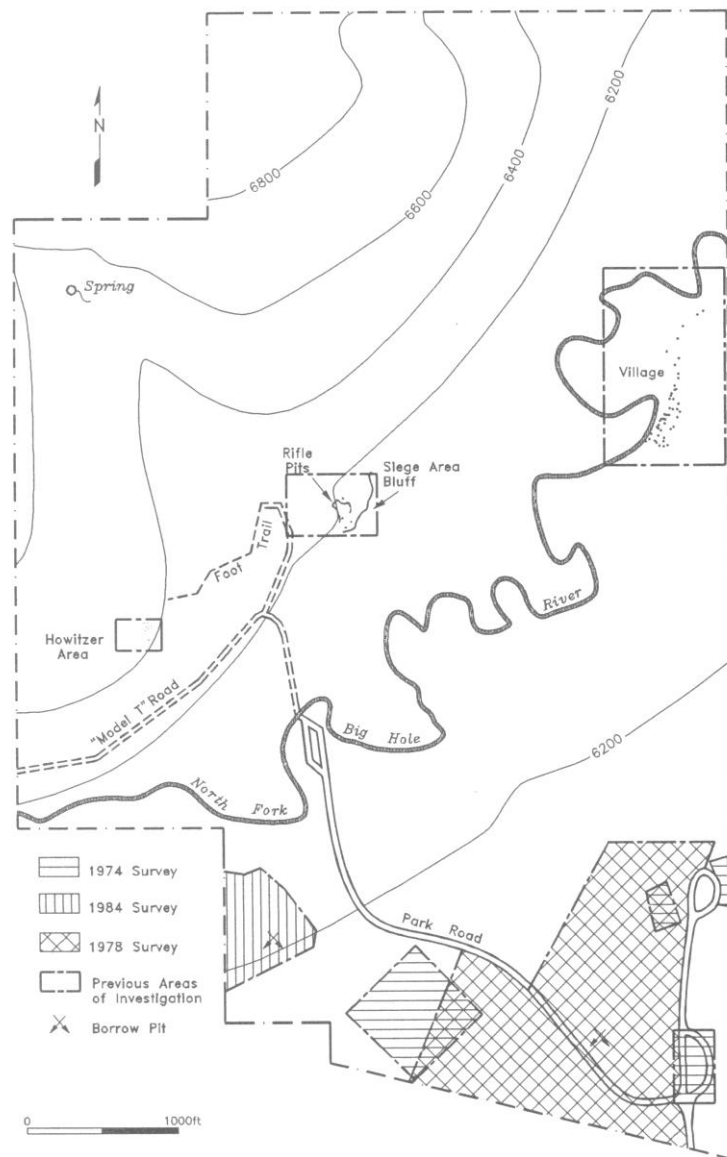 N
6800
6600
6400
6200
Spring
Village
Rifle
Pits
Siege Area
Bluff
Foot Trail
Howitzer
Area
"Model T" Road
River
Big Hole
North Fork
6200
Park Road
1974 Survey
1984 Survey
1978 Survey
Previous Areas
of Investigation
Borrow Pit
0 1000ft